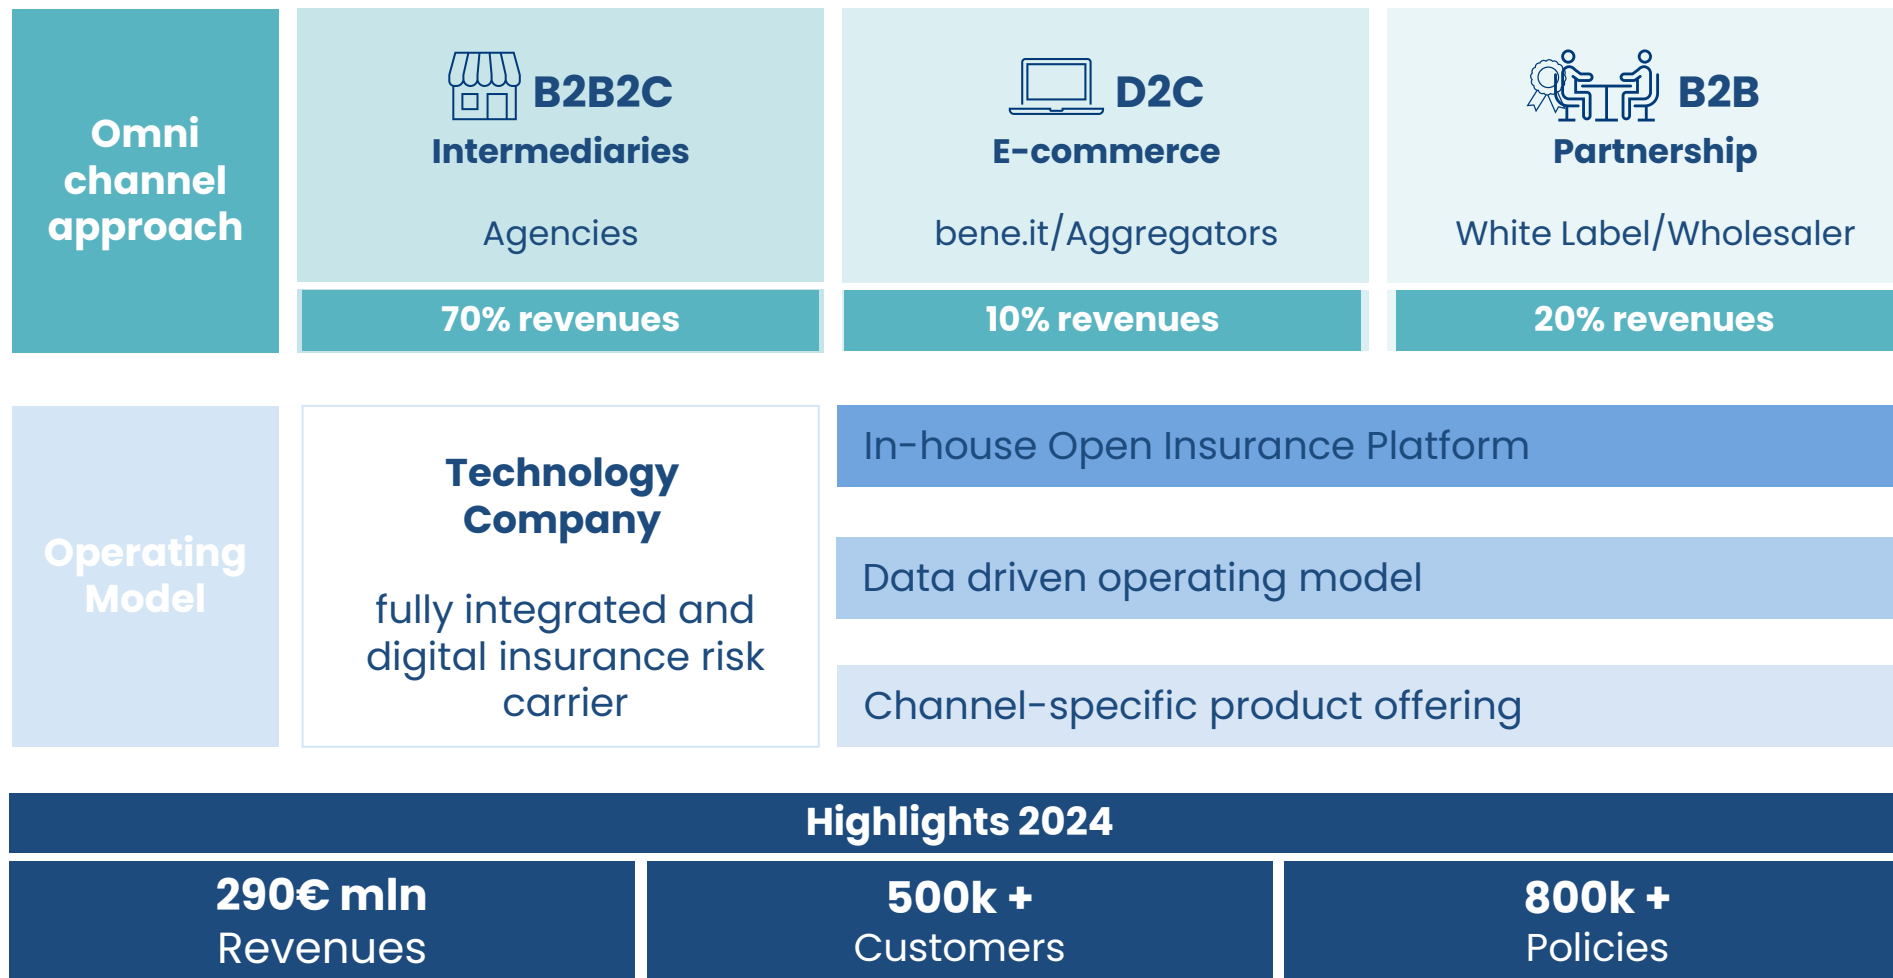 Omni
channel
approach
B2B2C
Intermediaries
Agencies
70% revenues
D2C
E-commerce
bene.it/Aggregators
10% revenues
B2B
Partnership
White Label/Wholesaler
20% revenues
Operating
Model
Technology
Company
fully integrated and
digital insurance risk
carrier
In-house Open Insurance Platform
Data driven operating model
Channel-specific product offering
Highlights 2024
290€ mln
Revenues
500k +
Customers
800k +
Policies